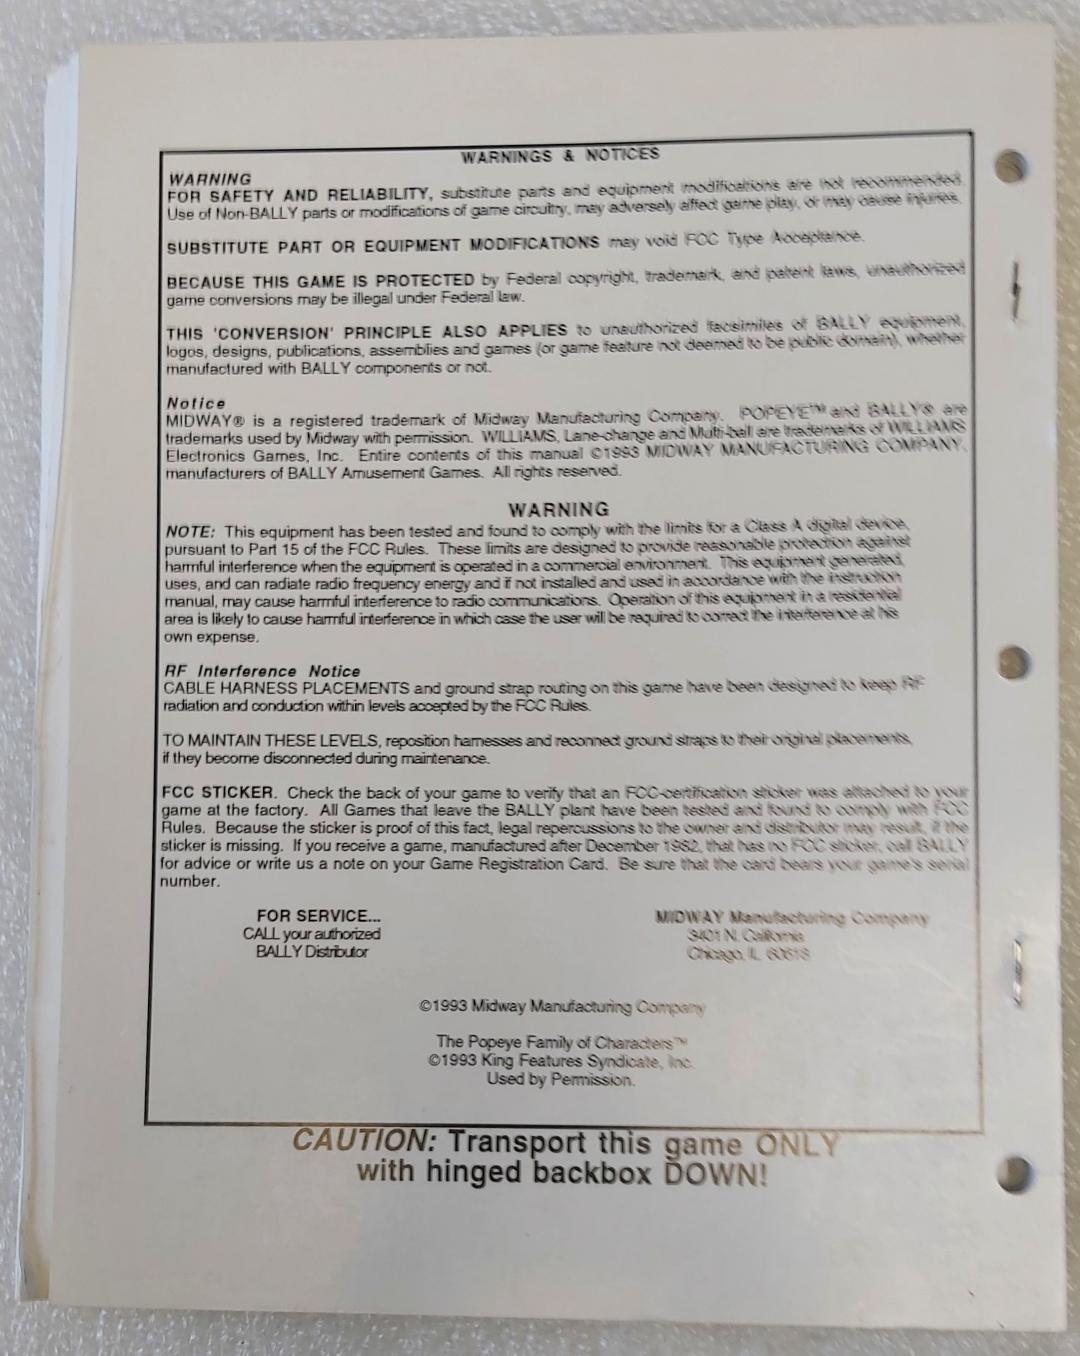 WARNINGS & NOTICES
WARNING
FOR SAFETY AND RELIABILITY, substitute parts and equipment modifications are not recommended.
Use of Non-BALLY parts or modifications of game circuitry, may adversely affect game play, or may cause injuries.
SUBSTITUTE PART OR EQUIPMENT MODIFICATIONS may void FCC Type Acceptance.
BECAUSE THIS GAME IS PROTECTED by Federal copyright, trademark, and patent laws, unauthorized
game conversions may be illegal under Federal law.
THIS 'CONVERSION' PRINCIPLE ALSO APPLIES to unauthorized facsimiles of BALLY equipment,
logos, designs, publications, assemblies and games (or game feature not deemed to be public domain), whether
manufactured with BALLY components or not.
Notice
MIDWAY® is a registered trademark of Midway Manufacturing Company. POPEYE™ and BALLY® are
trademarks used by Midway with permission. WILLIAMS, Lane-change and Multi-ball are trademarks of WILLIAMS
Electronics Games, Inc. Entire contents of this manual ©1993 MIDWAY MANUFACTURING COMPANY,
manufacturers of BALLY Amusement Games. All rights reserved.
WARNING
NOTE: This equipment has been tested and found to comply with the limits for a Class A digital device,
pursuant to Part 15 of the FCC Rules. These limits are designed to provide reasonable protection against
harmful interference when the equipment is operated in a commercial environment. This equipment generated,
uses, and can radiate radio frequency energy and if not installed and used in accordance with the instruction
manual, may cause harmful interference to radio communications. Operation of this equipment in a residential
area is likely to cause harmful interference in which case the user will be required to correct the interference at his
own expense.
RF Interference Notice
CABLE HARNESS PLACEMENTS and ground strap routing on this game have been designed to keep RF
radiation and conduction within levels accepted by the FCC Rules.
TO MAINTAIN THESE LEVELS, reposition harnesses and reconnect ground straps to their original placements,
if they become disconnected during maintenance.
FCC STICKER. Check the back of your game to verify that an FCC-certification sticker was attached to your
game at the factory. All Games that leave the BALLY plant have been tested and found to comply with FCC
Rules. Because the sticker is proof of this fact, legal repercussions to the owner and distributor may result, if the
sticker is missing. If you receive a game, manufactured after December 1982, that has no FCC sticker, call BALLY
for advice or write us a note on your Game Registration Card. Be sure that the card bears your game's serial
number.
FOR SERVICE...
CALL your authorized
BALLY Distributor
MIDWAY Manufacturing Company
3401 N. California
Chicago, IL 60618
©1993 Midway Manufacturing Company
The Popeye Family of Characters™
©1993 King Features Syndicate, Inc.
Used by Permission.
CAUTION: Transport this game ONLY
with hinged backbox DOWN!